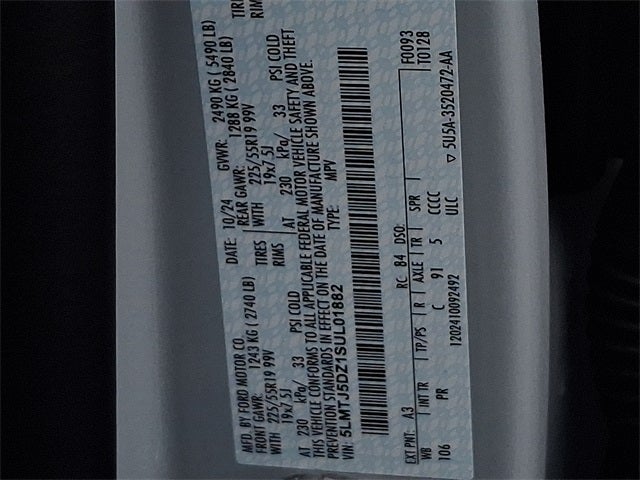 MFD. BY FORD MOTOR CO.
DATE: 10/24 GVWR: 2490 KG ( 5490 LB)
FRONT GAWR: 1243 KG ( 2740 LB) REAR GAWR: 1288 KG ( 2840 LB) TIRE
WITH 225/55R19 99V TIRES WITH 225/55R19 99V RIMS
19x7.5J RIMS 19x7.5J
AT 230 kPa/ 33 PSI COLD AT 230 kPa/ 33 PSI COLD
THIS VEHICLE CONFORMS TO ALL APPLICABLE FEDERAL MOTOR VEHICLE SAFETY AND THEFT
PREVENTION STANDARDS IN EFFECT ON THE DATE OF MANUFACTURE SHOWN ABOVE.
VIN: 5LMTJ5DZ1SUL01882 TYPE: MPV
EXT PNT: A3 RC: B4 DSO: F0093
WB INT TR TP/PS R AXLE TR SPR T0128
106 PR C 91 5 CCCC
ULC ▽ 5U5A-3520472-AA
1202410092492